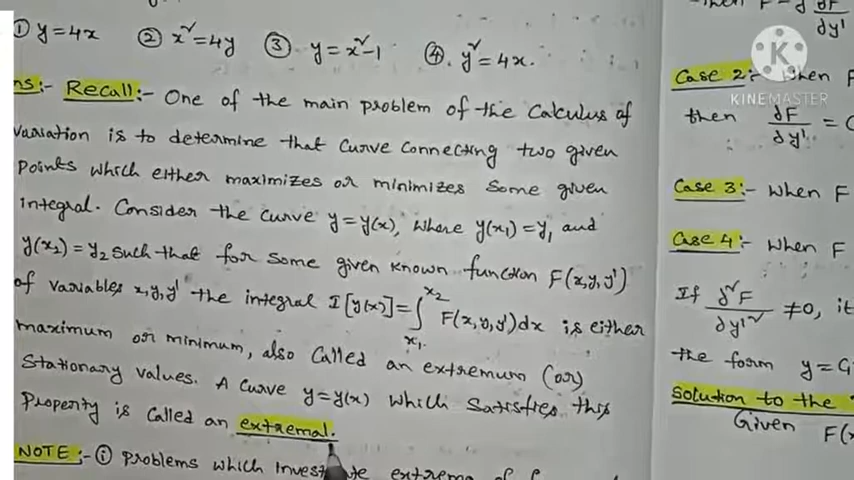 ① y=4x ② x²=4y ③ y=x²-1 ④. y²=4x.
ns:- Recall:- One of the main problem of the Calculus of
variation is to determine that curve connecting two given
points which either maximizes or minimizes some given
integral. Consider the curve y=y(x), where y(x₁)=y₁ and
y(x₂)=y₂ such that for some given known function F(x,y,y')
of variables x,y,y' the integral I[y(x)]=∫x₁.^x₂ F(x,y,y')dx is either
maximum or minimum, also called an extremum (or)
stationary values. A curve y=y(x) which satisfies this
property is called an extremal.
NOTE:- ① problems which extrema of
∂F
∂y'
Case 2:- When F
then ∂F/∂y' =
Case 3:- When F
Case 4:- When F
If ∂²F/∂y'² ≠0, it
the form y=
Solution to the
Given F(x
KINEMASTER